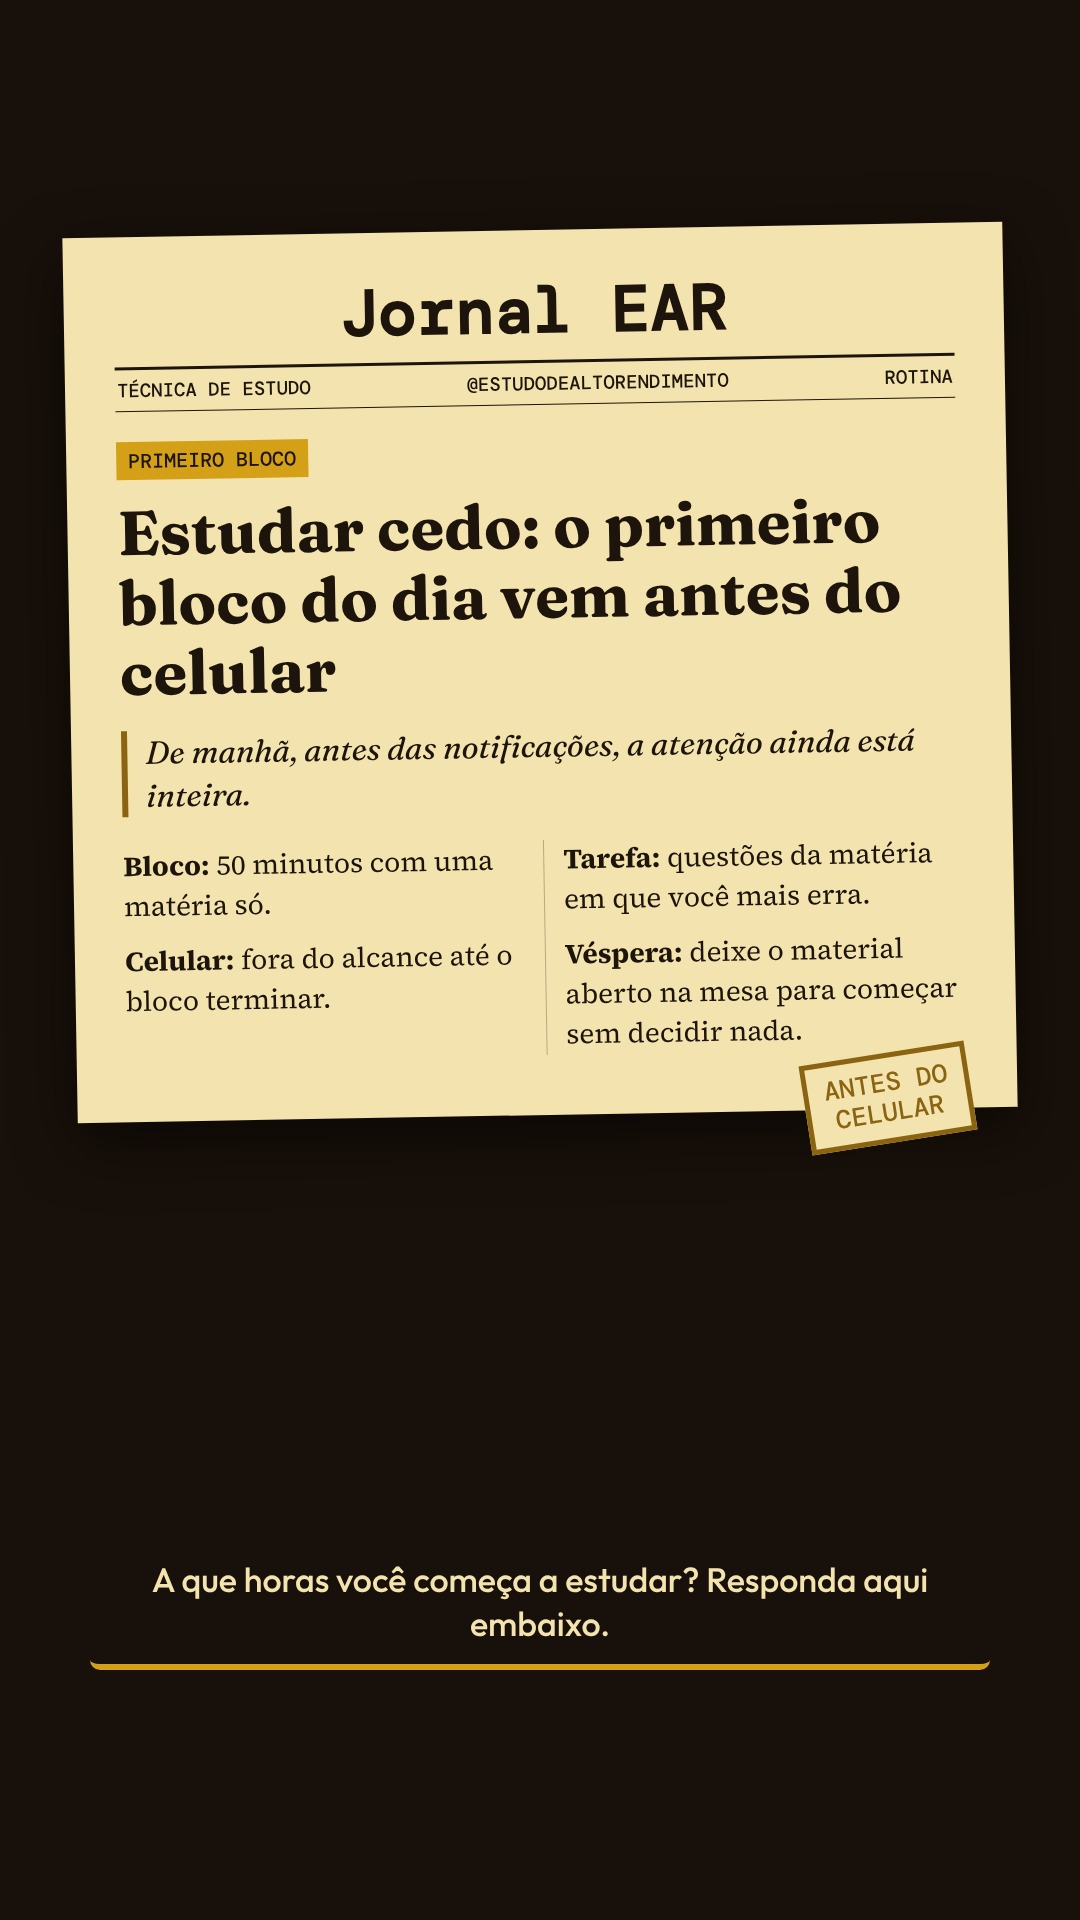 Jornal EAR
TÉCNICA DE ESTUDO @ESTUDODEALTORENDIMENTO ROTINA
PRIMEIRO BLOCO
Estudar cedo: o primeiro
bloco do dia vem antes do
celular
De manhã, antes das notificações, a atenção ainda está
inteira.
Bloco: 50 minutos com uma
matéria só.
Celular: fora do alcance até o
bloco terminar.
Tarefa: questões da matéria
em que você mais erra.
Véspera: deixe o material
aberto na mesa para começar
sem decidir nada.
ANTES DO
CELULAR
A que horas você começa a estudar? Responda aqui
embaixo.